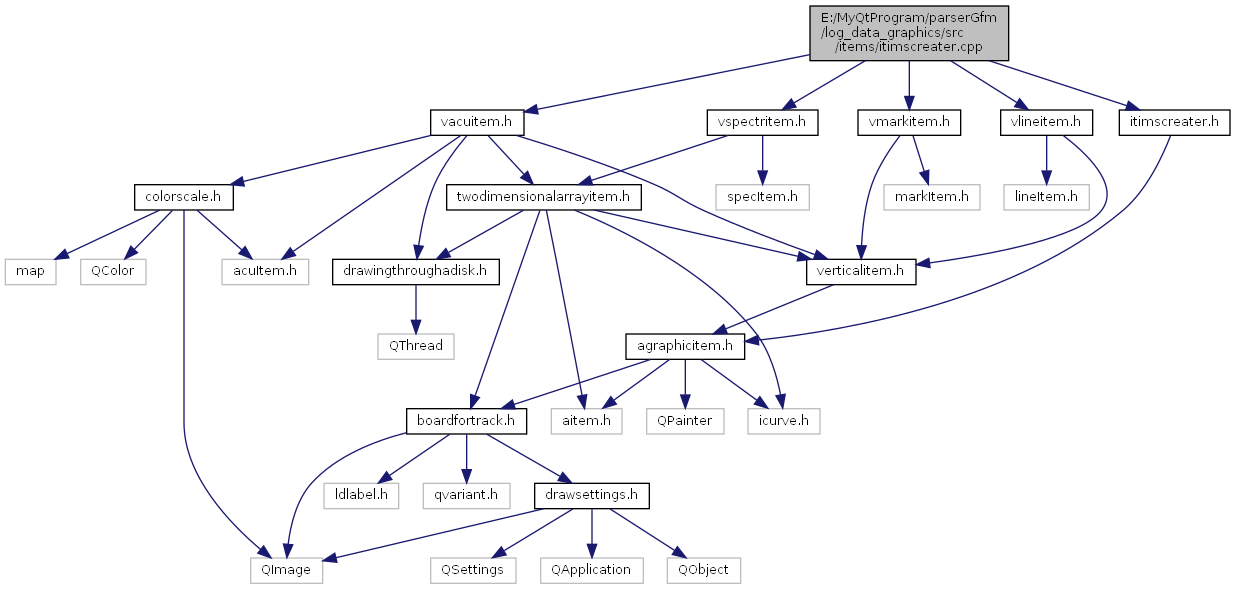 E:/MyQtProgram/parserGfm
/log_data_graphics/src
/items/itimscreater.cpp
vacuitem.h
vspectritem.h
vmarkitem.h
vlineitem.h
itimscreater.h
colorscale.h
twodimensionalarrayitem.h
specItem.h
markItem.h
lineItem.h
map
QColor
acuItem.h
drawingthroughadisk.h
verticalitem.h
QThread
agraphicitem.h
boardfortrack.h
aitem.h
QPainter
icurve.h
ldlabel.h
qvariant.h
drawsettings.h
QImage
QSettings
QApplication
QObject